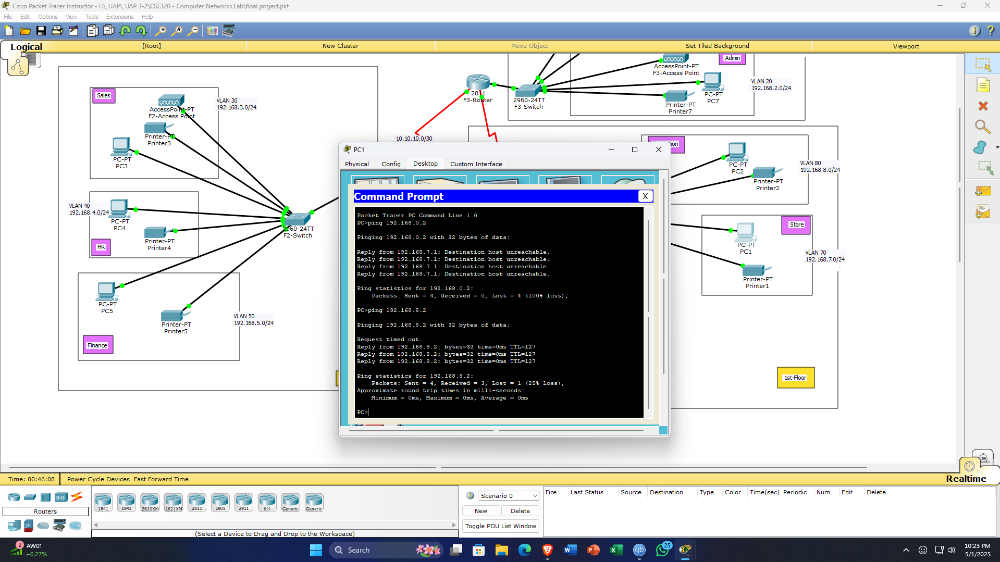 Cisco Packet Tracer Instructor - F:\_UAP\_UAP 3-2\CSE320 - Computer Networks Lab\final project.pkt
File Edit Options View Tools Extensions Help
Logical
[Root]
New Cluster
Move Object
Set Tiled Background
Viewport
Sales
AccessPoint-PT
F2-Access Point
VLAN 30
192.168.3.0/24
Printer-PT
Printer3
PC-PT
PC3
VLAN 40
192.168.4.0/24
PC-PT
PC4
Printer-PT
Printer4
HR
2960-24TT
F2-Switch
PC-PT
PC5
Printer-PT
Printer5
VLAN 50
192.168.5.0/24
Finance
2811
F3-Router
2960-24TT
F3-Switch
10.10.10.0/30
AccessPoint-PT
F3-Access Point
Admin
PC-PT
PC7
Printer-PT
Printer7
VLAN 20
192.168.2.0/24
PC-PT
PC2
Printer-PT
Printer2
VLAN 80
192.168.8.0/24
Store
PC-PT
PC1
Printer-PT
Printer1
VLAN 70
192.168.7.0/24
1st-Floor
PC1
Physical Config Desktop Custom Interface
Command Prompt
X
Packet Tracer PC Command Line 1.0
PC>ping 192.168.0.2
Pinging 192.168.0.2 with 32 bytes of data:
Reply from 192.168.7.1: Destination host unreachable.
Reply from 192.168.7.1: Destination host unreachable.
Reply from 192.168.7.1: Destination host unreachable.
Reply from 192.168.7.1: Destination host unreachable.
Ping statistics for 192.168.0.2:
Packets: Sent = 4, Received = 0, Lost = 4 (100% loss),
PC>ping 192.168.8.2
Pinging 192.168.8.2 with 32 bytes of data:
Request timed out.
Reply from 192.168.8.2: bytes=32 time=0ms TTL=127
Reply from 192.168.8.2: bytes=32 time=0ms TTL=127
Reply from 192.168.8.2: bytes=32 time=0ms TTL=127
Ping statistics for 192.168.8.2:
Packets: Sent = 4, Received = 3, Lost = 1 (25% loss),
Approximate round trip times in milli-seconds:
Minimum = 0ms, Maximum = 0ms, Average = 0ms
PC>
Time: 00:46:08
Power Cycle Devices Fast Forward Time
Realtime
Routers
1841
1941
2620XM
2621XM
2811
2901
2911
819
Generic
Generic
(Select a Device to Drag and Drop to the Workspace)
Scenario 0
New
Delete
Toggle PDU List Window
Fire Last Status Source Destination Type Color Time(sec) Periodic Num Edit Delete
2
AW01
+0.27%
Search
25
10:23 PM
5/1/2025